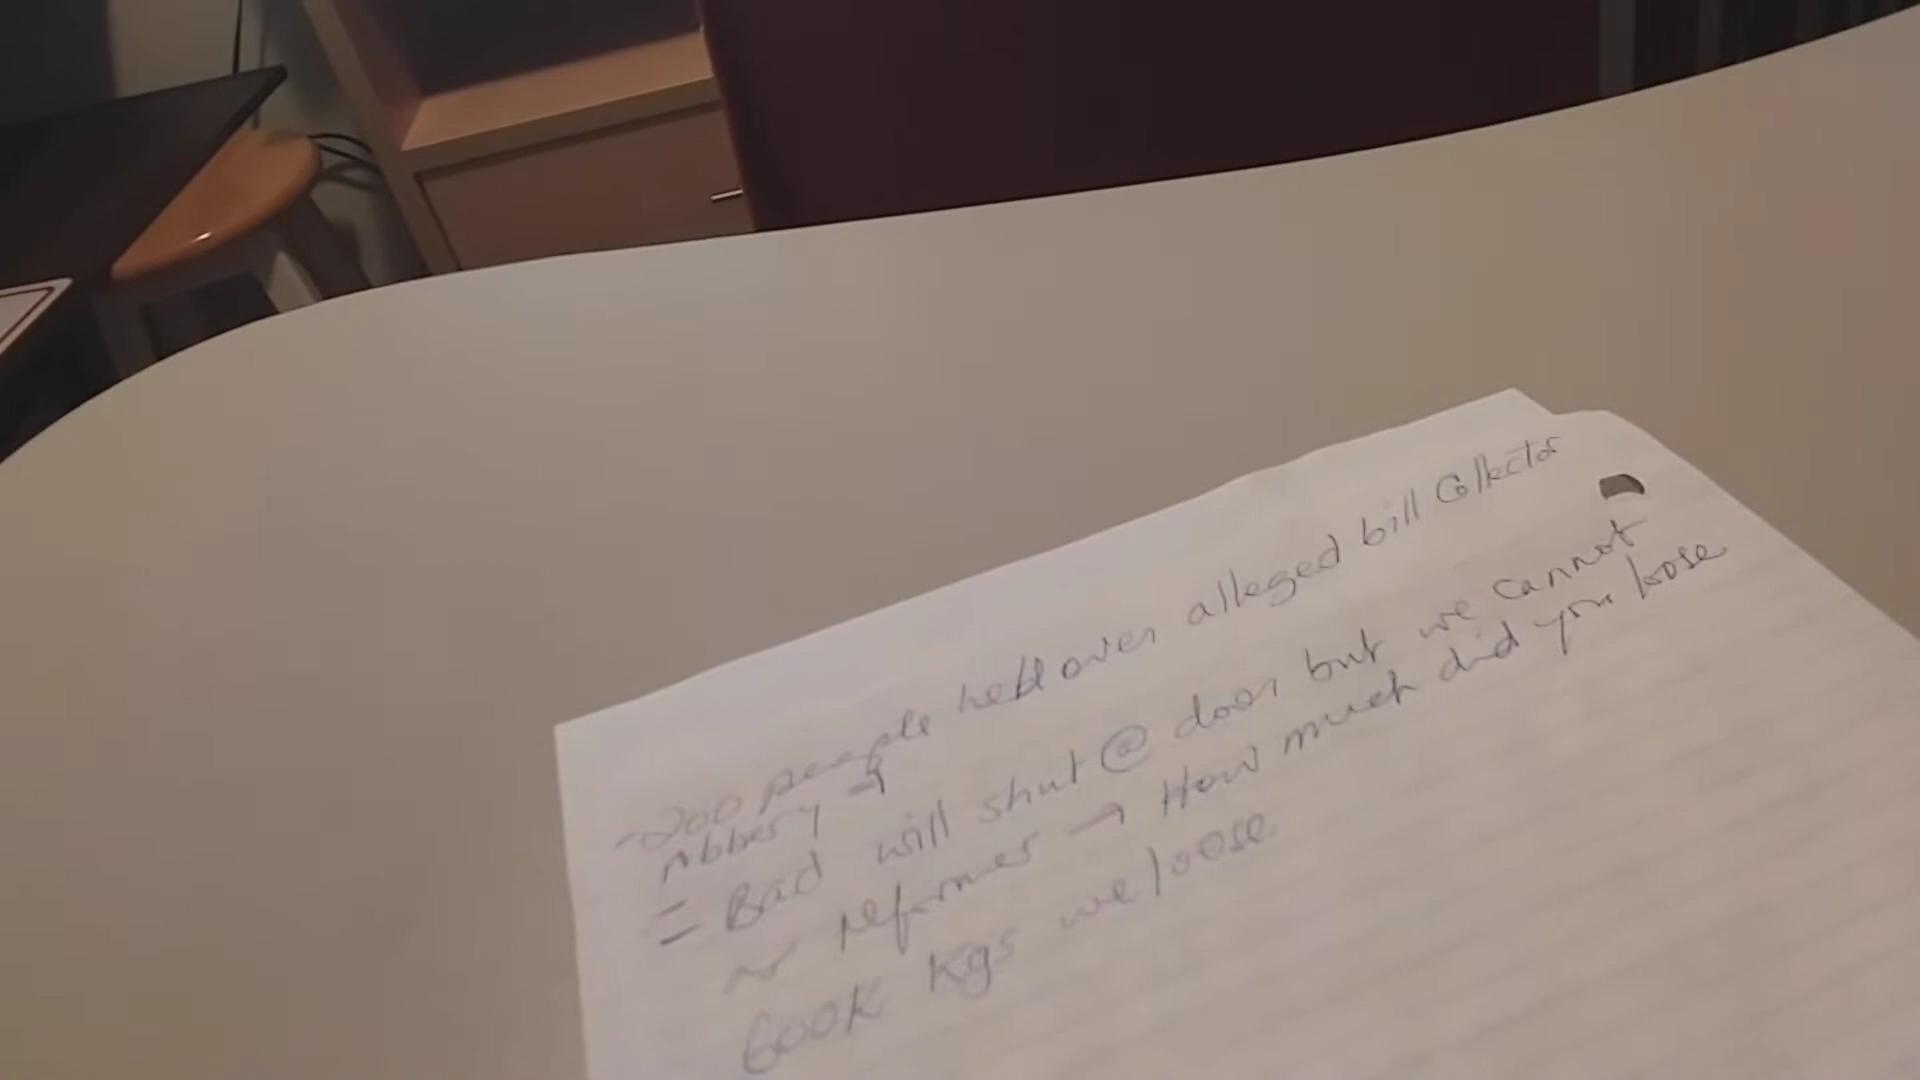 -200 people held over alleged bill Collector
robbery →
= Bad will shut @ door but we cannot
~ reformer → How much did you loose
600K kgs we loose